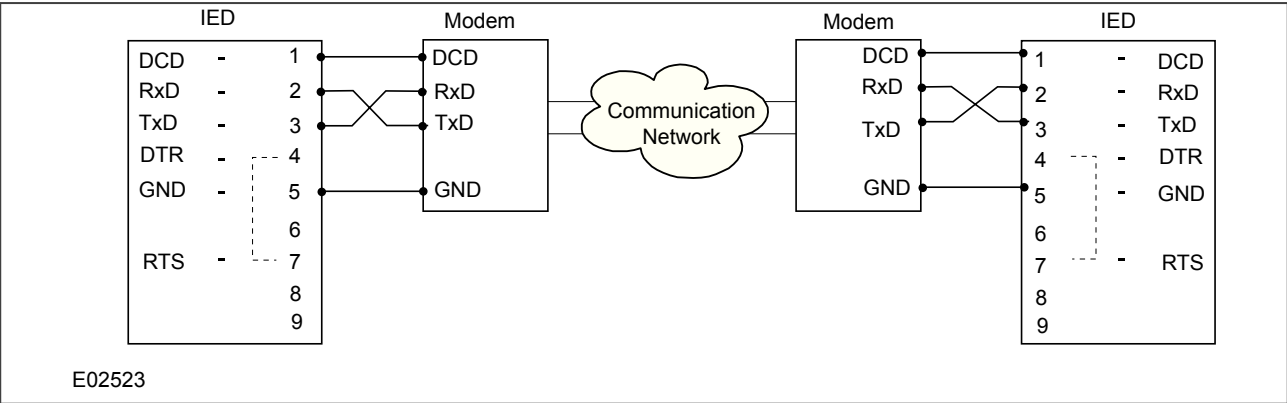 IED Modem Modem IED
DCD - 1 DCD DCD 1 - DCD
RxD - 2 RxD RxD 2 - RxD
TxD - 3 TxD TxD 3 - TxD
Communication
Network
DTR - 4 4 - DTR
GND - 5 GND GND 5 - GND
6 6
RTS - 7 7 - RTS
8 8
9 9
E02523